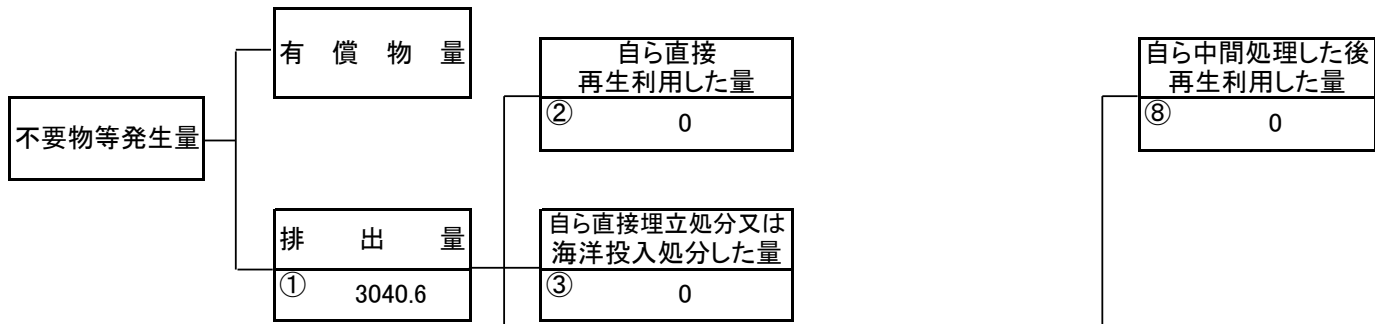 有償物量
自ら直接
再生利用した量
② 0
自ら中間処理した後
再生利用した量
⑧ 0
不要物等発生量
排出量
① 3040.6
自ら直接埋立処分又は
海洋投入処分した量
③ 0